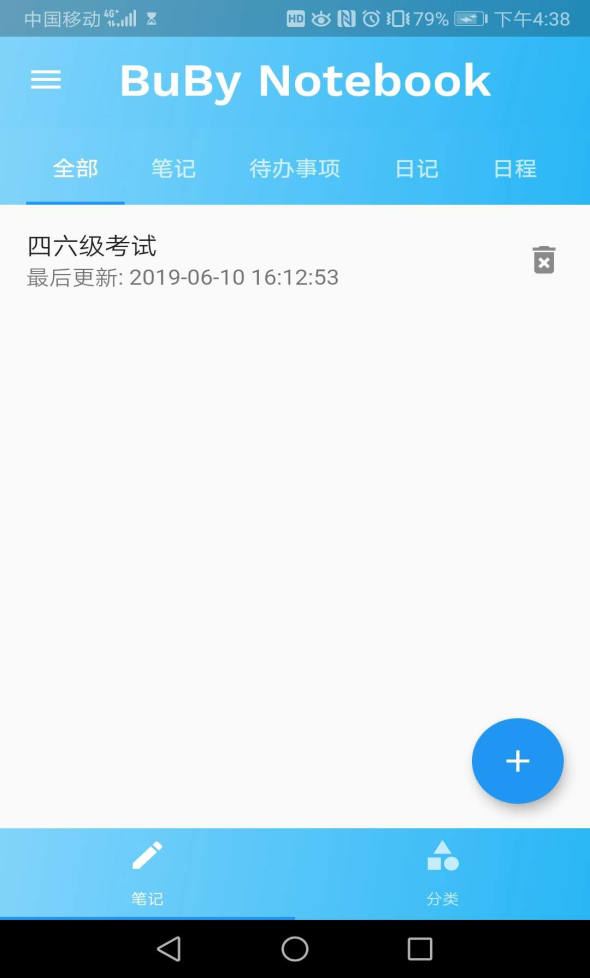 中国移动 4G+ HD 79% 下午4:38
BuBy Notebook
全部 笔记 待办事项 日记 日程
四六级考试
最后更新: 2019-06-10 16:12:53
笔记 分类